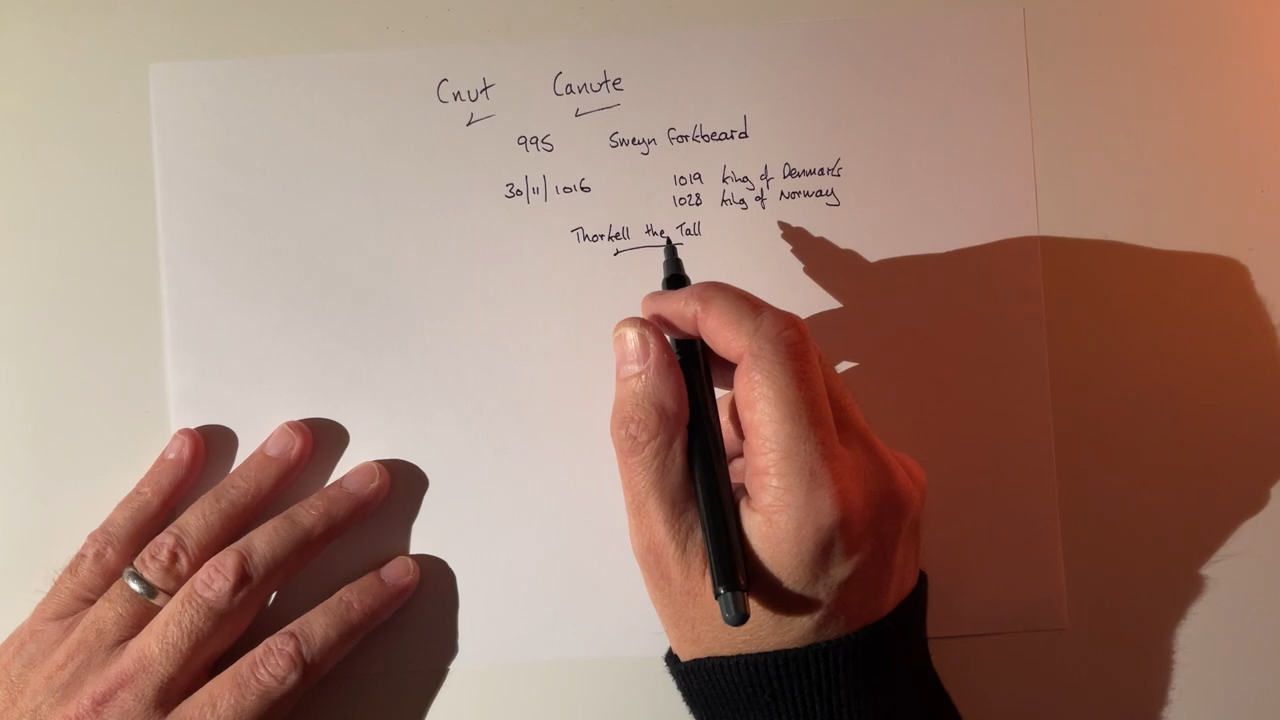 Cnut Canute
995 Sweyn Forkbeard
30/11/1016 1019 king of Denmark
1028 king of Norway
Thorkell the Tall